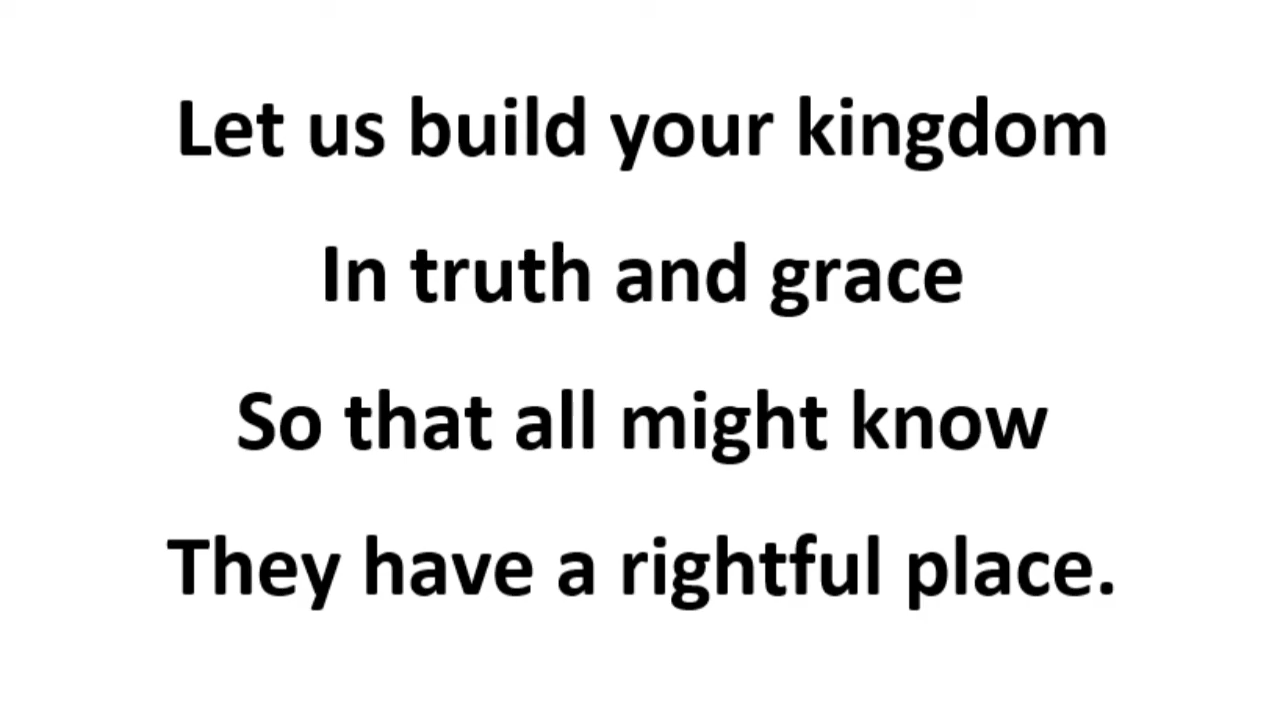 Let us build your kingdom
In truth and grace
So that all might know
They have a rightful place.